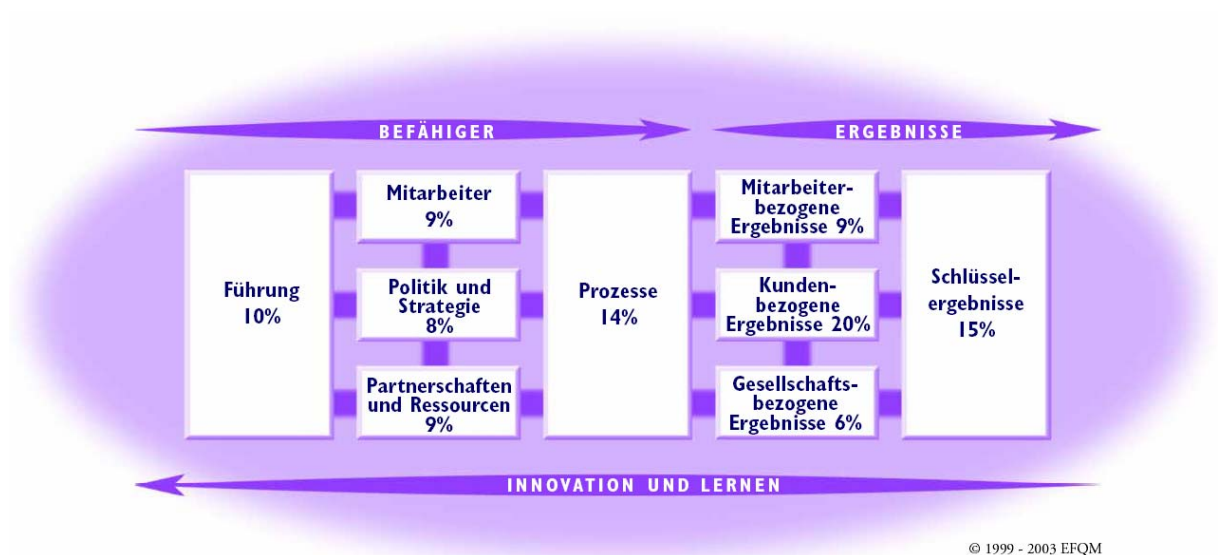 BEFÄHIGER
ERGEBNISSE
Führung
10%
Mitarbeiter
9%
Politik und
Strategie
8%
Partnerschaften
und Ressourcen
9%
Prozesse
14%
Mitarbeiter-
bezogene
Ergebnisse 9%
Kunden-
bezogene
Ergebnisse 20%
Gesellschafts-
bezogene
Ergebnisse 6%
Schlüssel-
ergebnisse
15%
INNOVATION UND LERNEN
© 1999 - 2003 EFQM